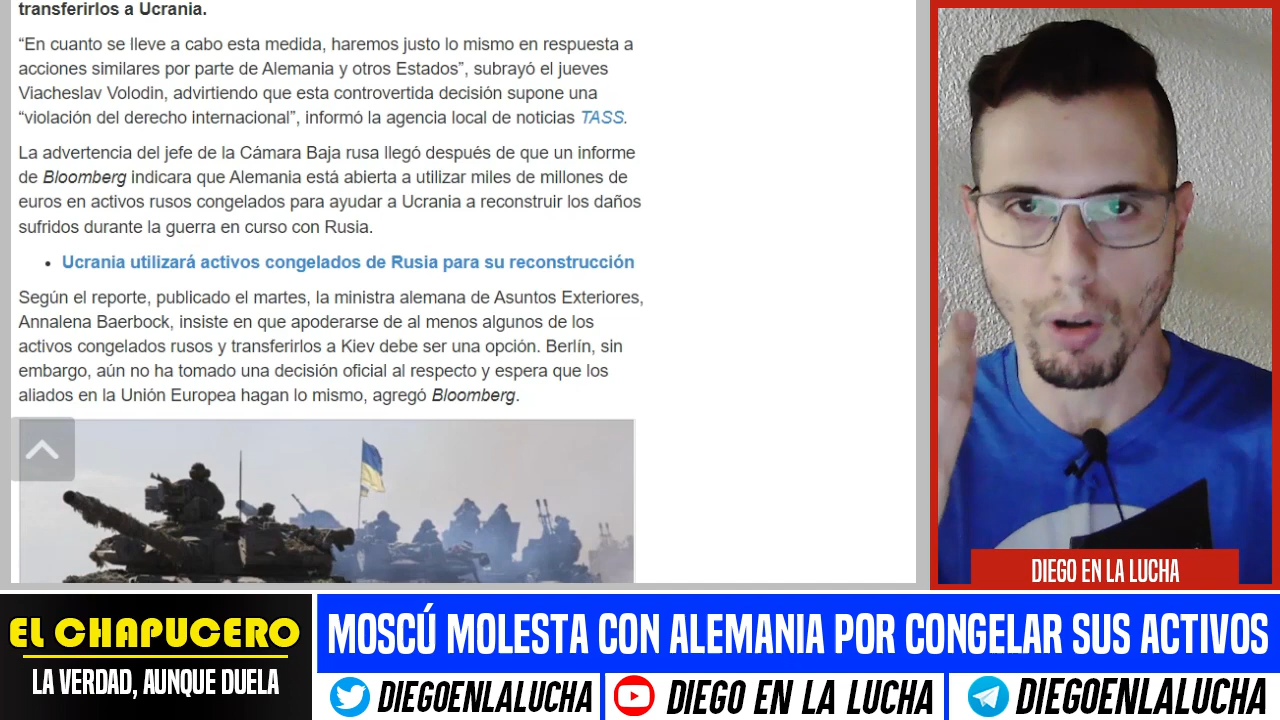 transferirlos a Ucrania.
“En cuanto se lleve a cabo esta medida, haremos justo lo mismo en respuesta a
acciones similares por parte de Alemania y otros Estados”, subrayó el jueves
Viacheslav Volodin, advirtiendo que esta controvertida decisión supone una
“violación del derecho internacional”, informó la agencia local de noticias TASS.
La advertencia del jefe de la Cámara Baja rusa llegó después de que un informe
de Bloomberg indicara que Alemania está abierta a utilizar miles de millones de
euros en activos rusos congelados para ayudar a Ucrania a reconstruir los daños
sufridos durante la guerra en curso con Rusia.
• Ucrania utilizará activos congelados de Rusia para su reconstrucción
Según el reporte, publicado el martes, la ministra alemana de Asuntos Exteriores,
Annalena Baerbock, insiste en que apoderarse de al menos algunos de los
activos congelados rusos y transferirlos a Kiev debe ser una opción. Berlín, sin
embargo, aún no ha tomado una decisión oficial al respecto y espera que los
aliados en la Unión Europea hagan lo mismo, agregó Bloomberg.
DIEGO EN LA LUCHA
EL CHAPUCERO
LA VERDAD, AUNQUE DUELA
MOSCÚ MOLESTA CON ALEMANIA POR CONGELAR SUS ACTIVOS
DIEGOENLALUCHA
DIEGO EN LA LUCHA
DIEGOENLALUCHA